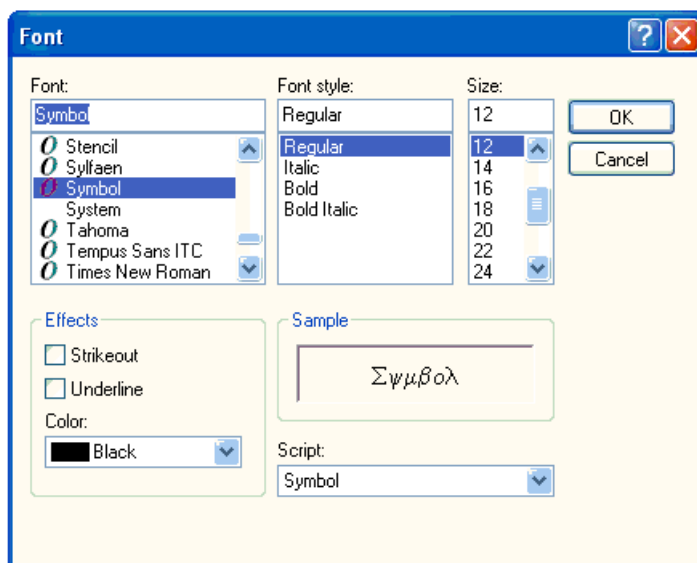 Font
Font: Font style: Size:
Symbol Regular 12 OK
Stencil Regular 12 Cancel
Sylfaen Italic 14
Symbol Bold 16
System Bold Italic 18
Tahoma 20
Tempus Sans ITC 22
Times New Roman 24
Effects Sample
Strikeout
Underline Σψμβολ
Color:
Black Script:
Symbol